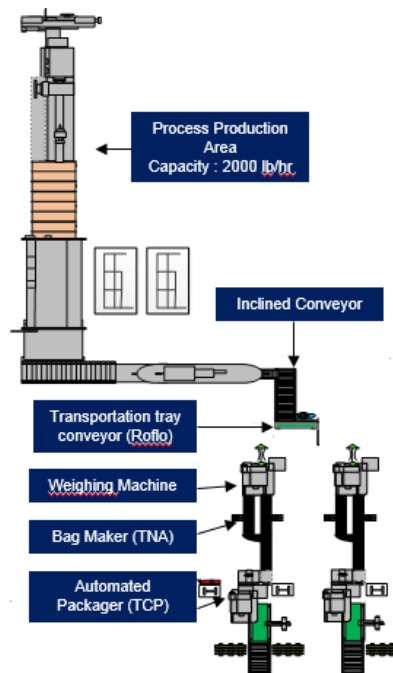 Process Production
Area
Capacity : 2000 lb/hr
Inclined Conveyor
Transportation tray
conveyor (Roflo)
Weighing Machine
Bag Maker (TNA)
Automated
Packager (TCP)